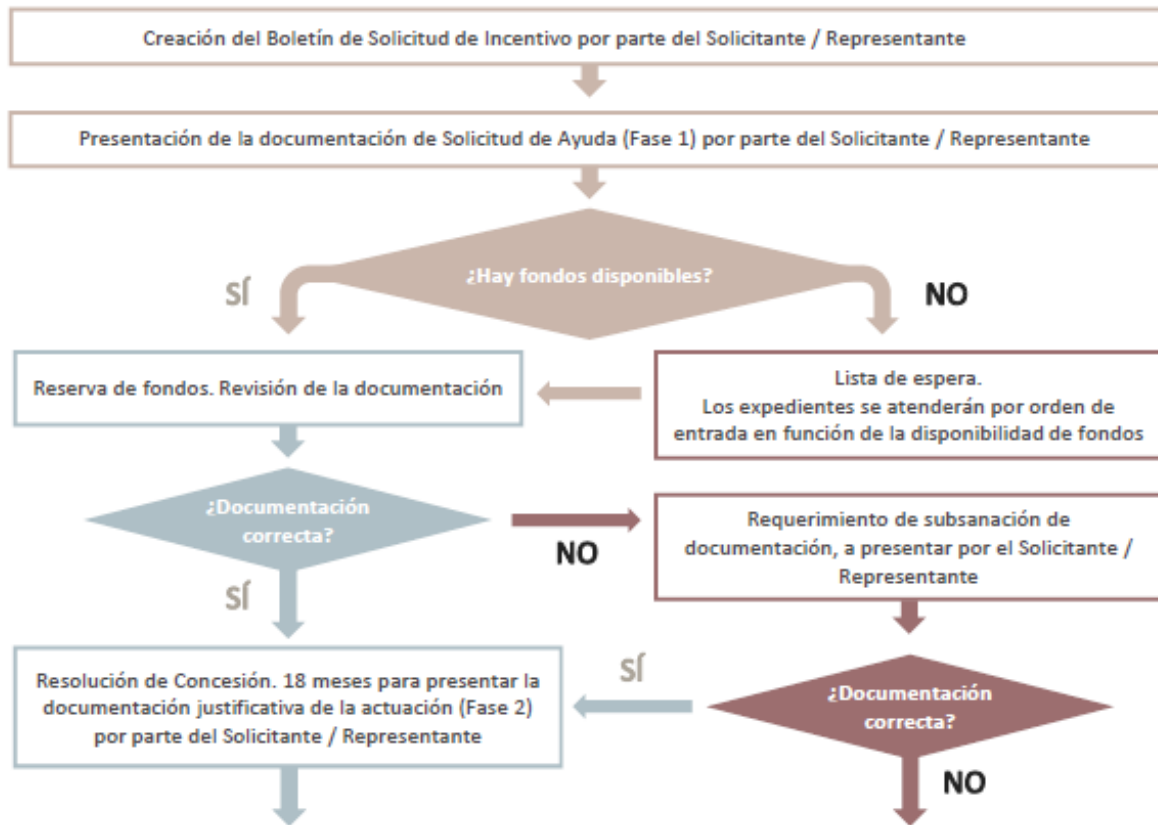 Creación del Boletín de Solicitud de Incentivo por parte del Solicitante / Representante
Presentación de la documentación de Solicitud de Ayuda (Fase 1) por parte del Solicitante / Representante
¿Hay fondos disponibles?
SÍ
NO
Reserva de fondos. Revisión de la documentación
Lista de espera.
Los expedientes se atenderán por orden de
entrada en función de la disponibilidad de fondos
¿Documentación
correcta?
NO
Requerimiento de subsanación de
documentación, a presentar por el Solicitante /
Representante
SÍ
Resolución de Concesión. 18 meses para presentar la
documentación justificativa de la actuación (Fase 2)
por parte del Solicitante / Representante
SÍ
¿Documentación
correcta?
NO